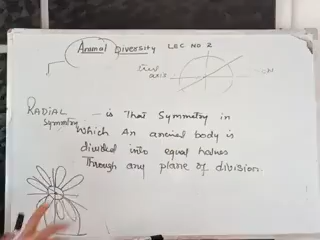 Animal Diversity LEC NO 2
axis
RADIAL
Symmetry - is That Symmetry in
Which An animal body is
divided into equal halves
Through any plane of division.